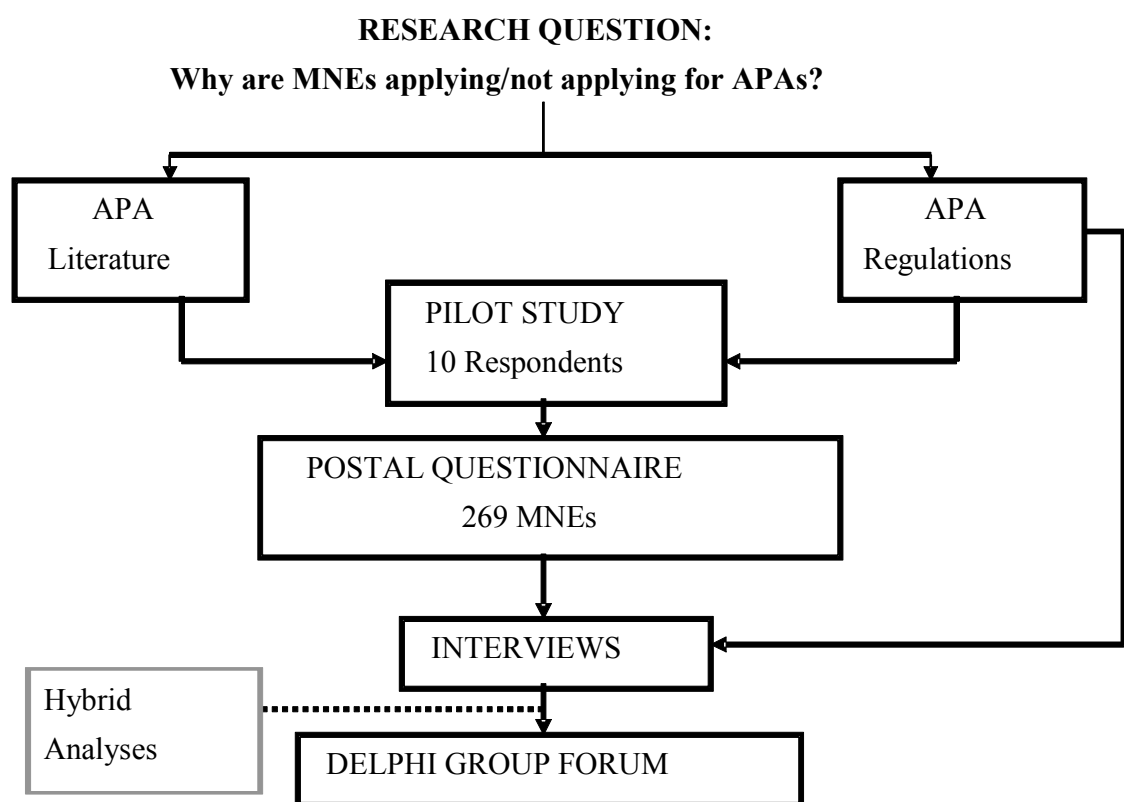 RESEARCH QUESTION:
Why are MNEs applying/not applying for APAs?
APA
Literature
APA
Regulations
PILOT STUDY
10 Respondents
POSTAL QUESTIONNAIRE
269 MNEs
INTERVIEWS
Hybrid
Analyses
DELPHI GROUP FORUM